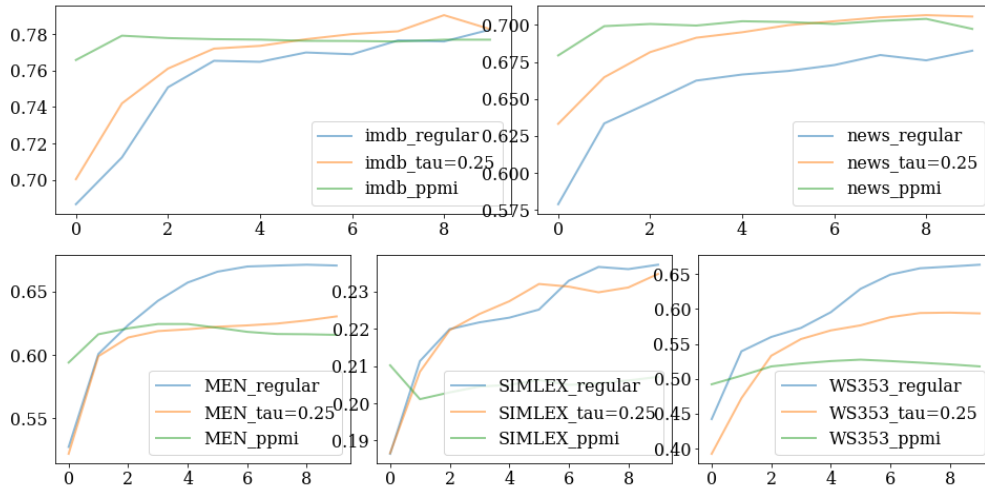 0.78
0.76
0.74
0.72
0.70
imdb_regular
imdb_tau=0.25
imdb_ppmi
0 2 4 6 8
0.700
0.675
0.650
0.625
0.600
0.575
news_regular
news_tau=0.25
news_ppmi
0 2 4 6 8
0.65
0.60
0.55
MEN_regular
MEN_tau=0.25
MEN_ppmi
0 2 4 6 8
0.23
0.22
0.21
0.20
0.19
SIMLEX_regular
SIMLEX_tau=0.25
SIMLEX_ppmi
0 2 4 6 8
0.65
0.60
0.55
0.50
0.45
0.40
WS353_regular
WS353_tau=0.25
WS353_ppmi
0 2 4 6 8